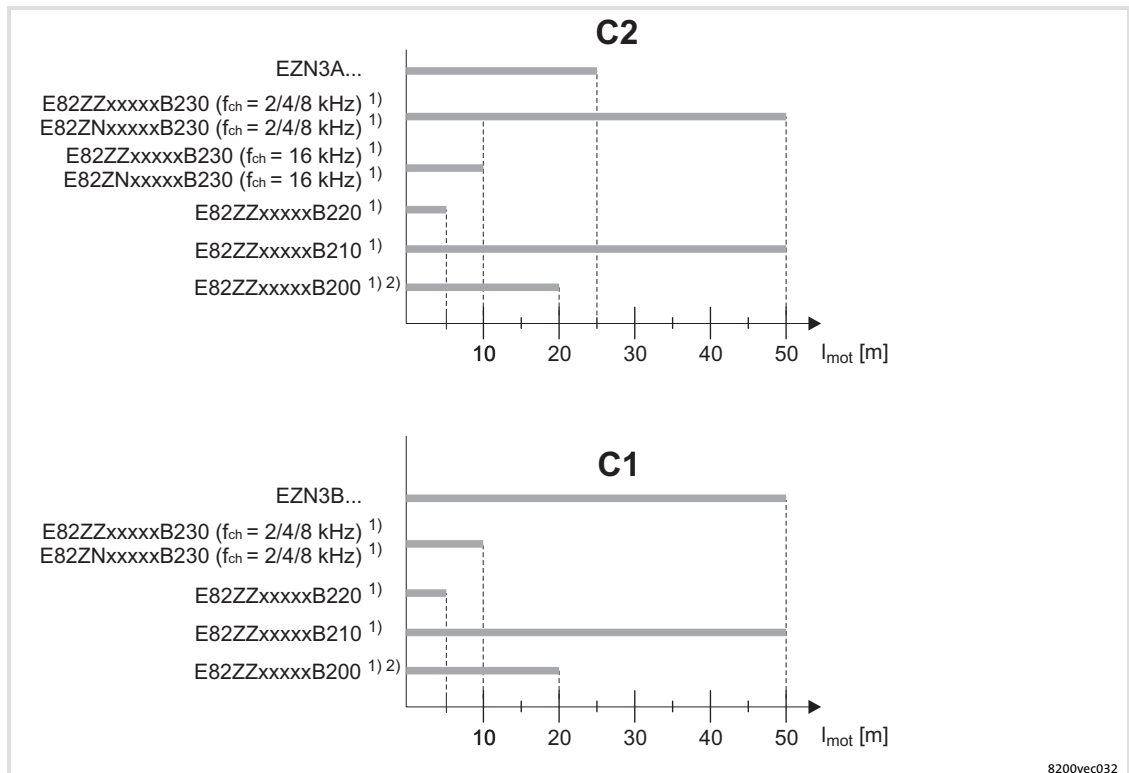 C2
EZN3A...
E82ZZxxxxxB230 (fch = 2/4/8 kHz) 1)
E82ZNxxxxxB230 (fch = 2/4/8 kHz) 1)
E82ZZxxxxxB230 (fch = 16 kHz) 1)
E82ZNxxxxxB230 (fch = 16 kHz) 1)
E82ZZxxxxxB220 1)
E82ZZxxxxxB210 1)
E82ZZxxxxxB200 1) 2)
10 20 30 40 50 lmot [m]
C1
EZN3B...
E82ZZxxxxxB230 (fch = 2/4/8 kHz) 1)
E82ZNxxxxxB230 (fch = 2/4/8 kHz) 1)
E82ZZxxxxxB220 1)
E82ZZxxxxxB210 1)
E82ZZxxxxxB200 1) 2)
10 20 30 40 50 lmot [m]
8200vec032